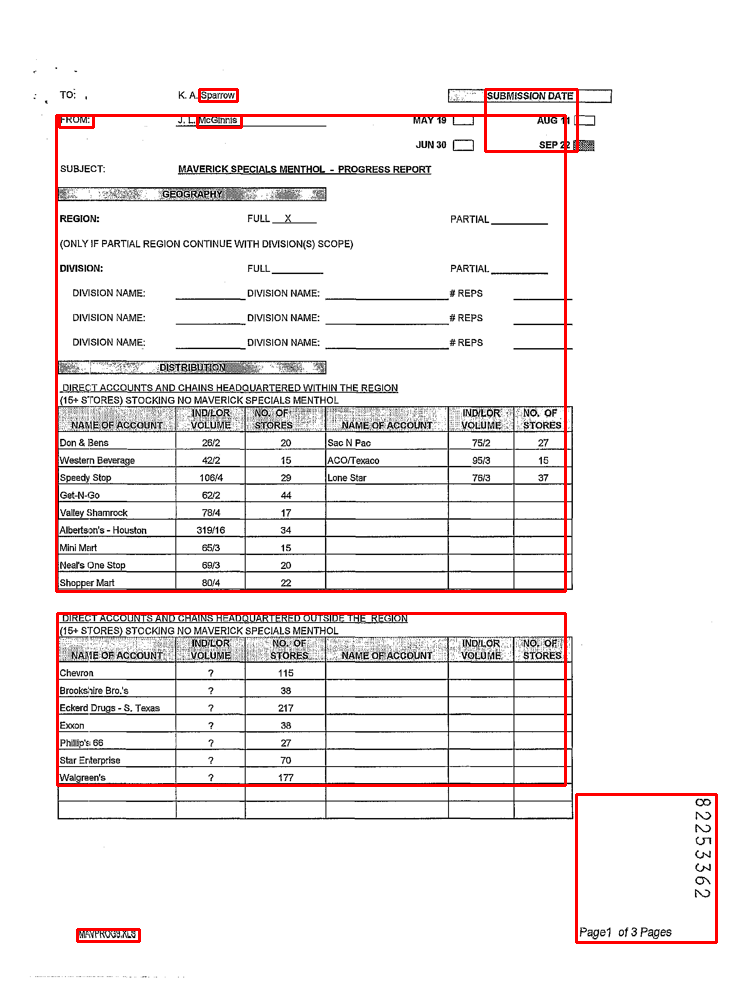 TO: K. A. Sparrow SUBMISSION DATE
FROM: J. L. McGinnis MAY 19 AUG 11
JUN 30 SEP 22
SUBJECT: MAVERICK SPECIALS MENTHOL - PROGRESS REPORT
GEOGRAPHY
REGION: FULL X PARTIAL
(ONLY IF PARTIAL REGION CONTINUE WITH DIVISION(S) SCOPE)
DIVISION: FULL PARTIAL
DIVISION NAME: DIVISION NAME: # REPS
DIVISION NAME: DIVISION NAME: # REPS
DIVISION NAME: DIVISION NAME: # REPS
DISTRIBUTION
DIRECT ACCOUNTS AND CHAINS HEADQUARTERED WITHIN THE REGION
(15+ STORES) STOCKING NO MAVERICK SPECIALS MENTHOL
IND/LOR NO. OF IND/LOR NO. OF
NAME OF ACCOUNT VOLUME STORES NAME OF ACCOUNT VOLUME STORES
Don & Bens 26/2 20 Sac N Pac 75/2 27
Western Beverage 42/2 15 ACO/Texaco 95/3 15
Speedy Stop 106/4 29 Lone Star 76/3 37
Get-N-Go 62/2 44
Valley Shamrock 78/4 17
Albertson's - Houston 319/16 34
Mini Mart 65/3 15
Neal's One Stop 69/3 20
Shopper Mart 80/4 22
DIRECT ACCOUNTS AND CHAINS HEADQUARTERED OUTSIDE THE REGION
(15+ STORES) STOCKING NO MAVERICK SPECIALS MENTHOL
IND/LOR NO. OF IND/LOR NO. OF
NAME OF ACCOUNT VOLUME STORES NAME OF ACCOUNT VOLUME STORES
Chevron ? 115
Brookshire Bro.'s ? 38
Eckerd Drugs - S. Texas ? 217
Exxon ? 38
Phillip's 66 ? 27
Star Enterprise ? 70
Walgreen's ? 177
82253362
MAVPROG9.XLS Page1 of 3 Pages